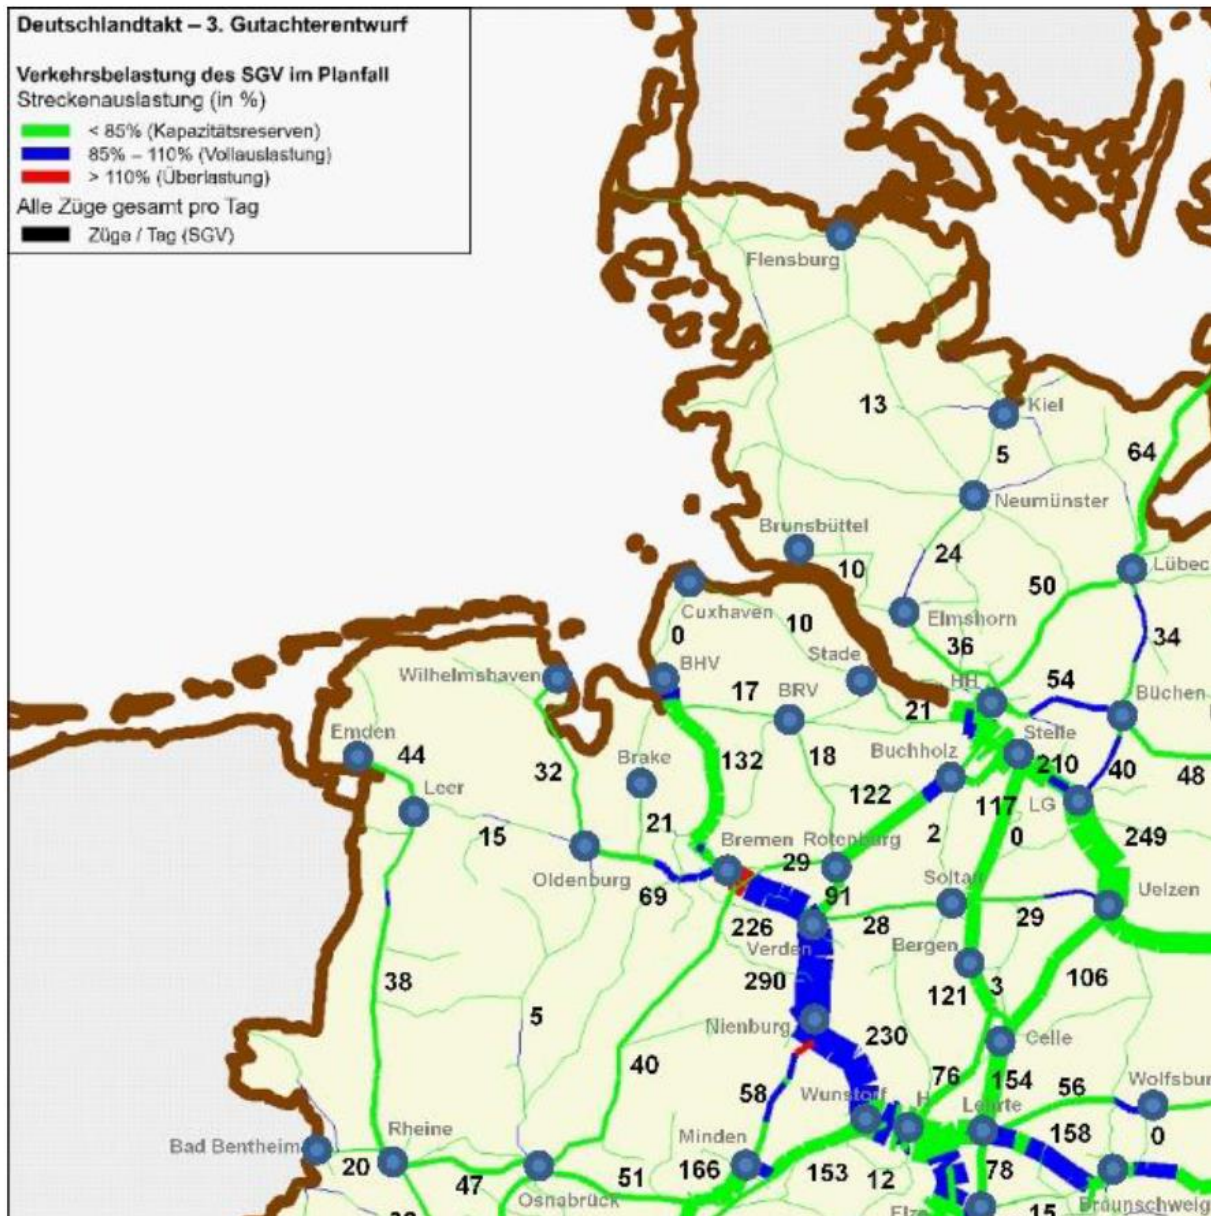 Deutschlandtakt – 3. Gutachterentwurf
Verkehrsbelastung des SGV im Planfall
Streckenauslastung (in %)
< 85% (Kapazitätsreserven)
85% – 110% (Vollauslastung)
> 110% (Überlastung)
Alle Züge gesamt pro Tag
Züge / Tag (SGV)
Flensburg
13
Kiel
5
64
Neumünster
Brunsbüttel
24
10
Lübec
50
Cuxhaven
10
Elmshorn
0
34
36
Stade
BHV
Wilhelmshaven
HH
54
17
BRV
21
Büchen
Emden
Stelle
44
Brake
Buchholz
132
18
210
40
48
32
Leer
122
117
LG
21
15
2
0
249
Bremen
Rotenburg
29
Oldenburg
Soltau
Uelzen
69
91
29
226
28
Verden
Bergen
38
290
121
3
106
5
Nienburg
230
Celle
40
76
154
56
Wolfsbur
58
Wunstorf
H
Lehrte
Rheine
Minden
158
0
Bad Bentheim
20
47
51
166
153
12
78
Osnabrück
Elze
15
Braunschweig